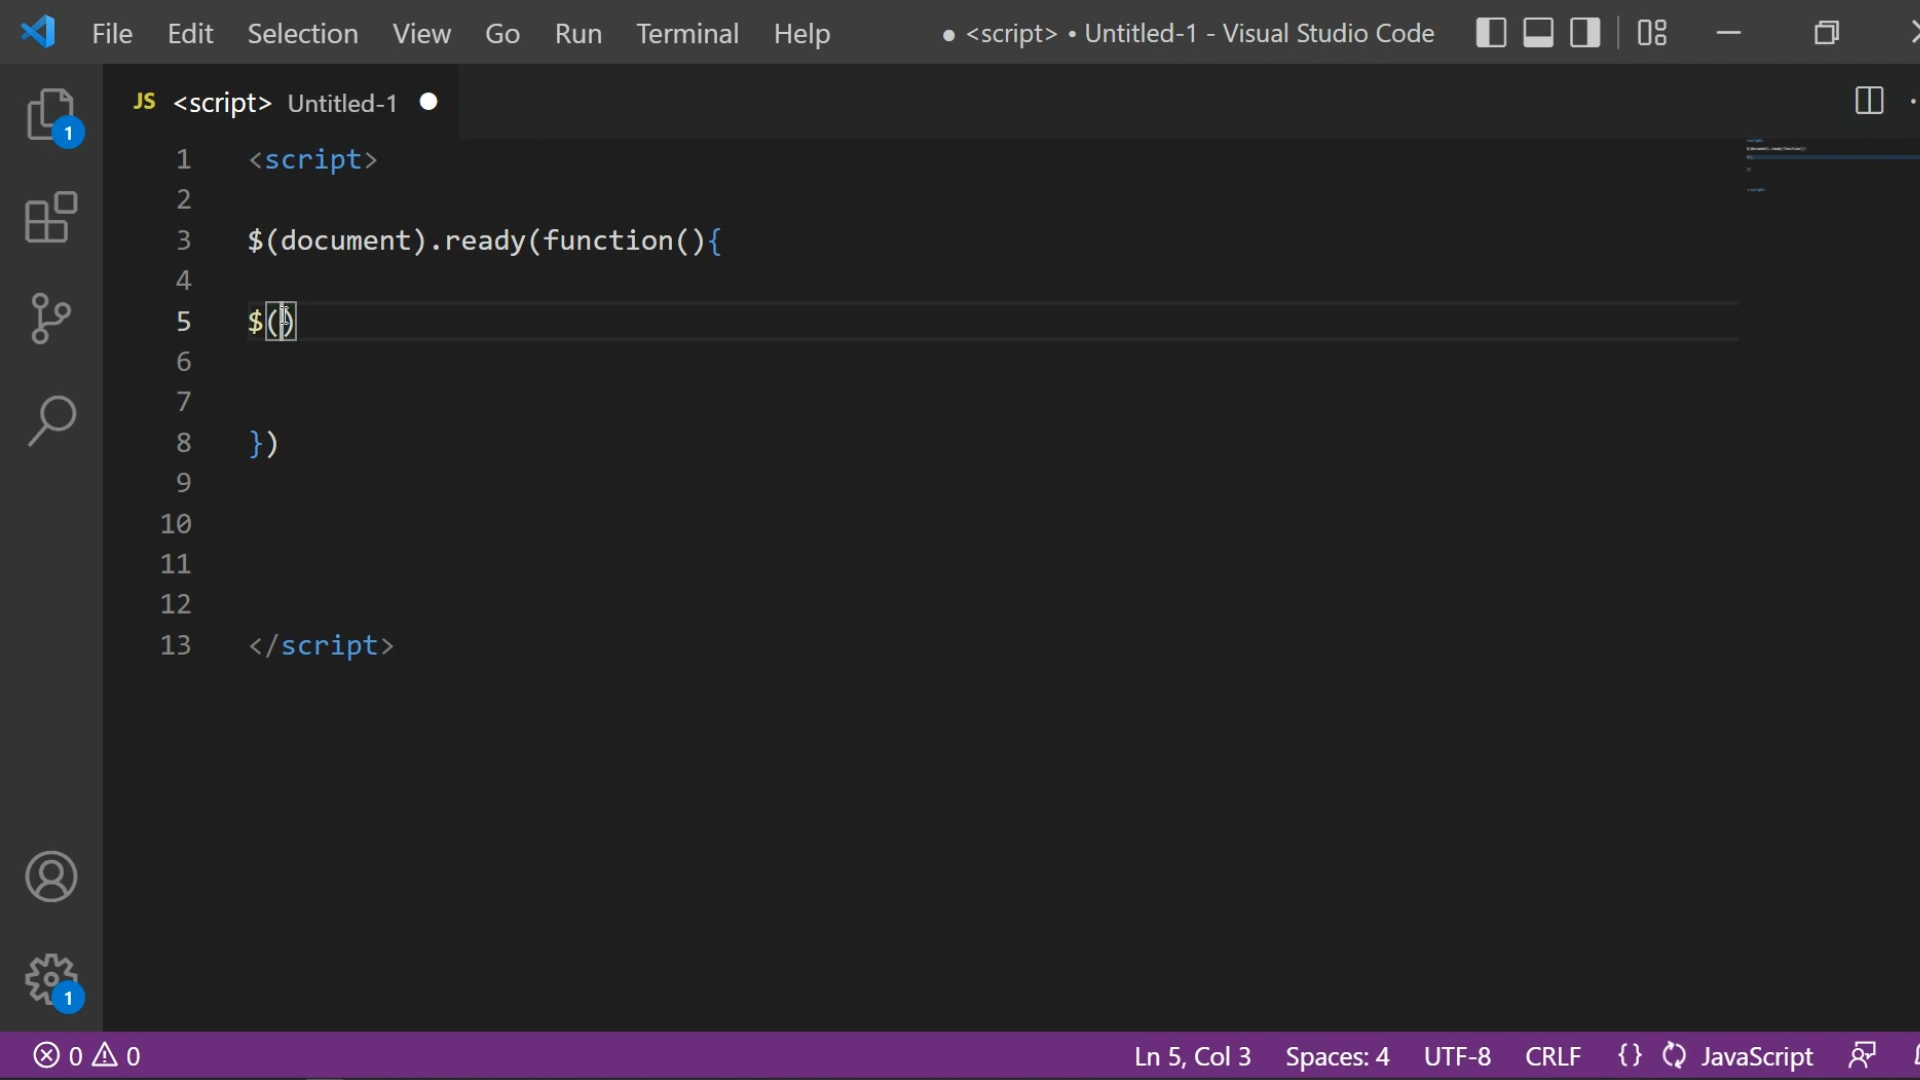 File Edit Selection View Go Run Terminal Help ● <script> • Untitled-1 - Visual Studio Code
JS <script> Untitled-1 ●
1
1 <script>
2
3 $(document).ready(function(){
4
5 $()
6
7
8 })
9
10
11
12
13 </script>
1
0 0 Ln 5, Col 3 Spaces: 4 UTF-8 CRLF {} JavaScript